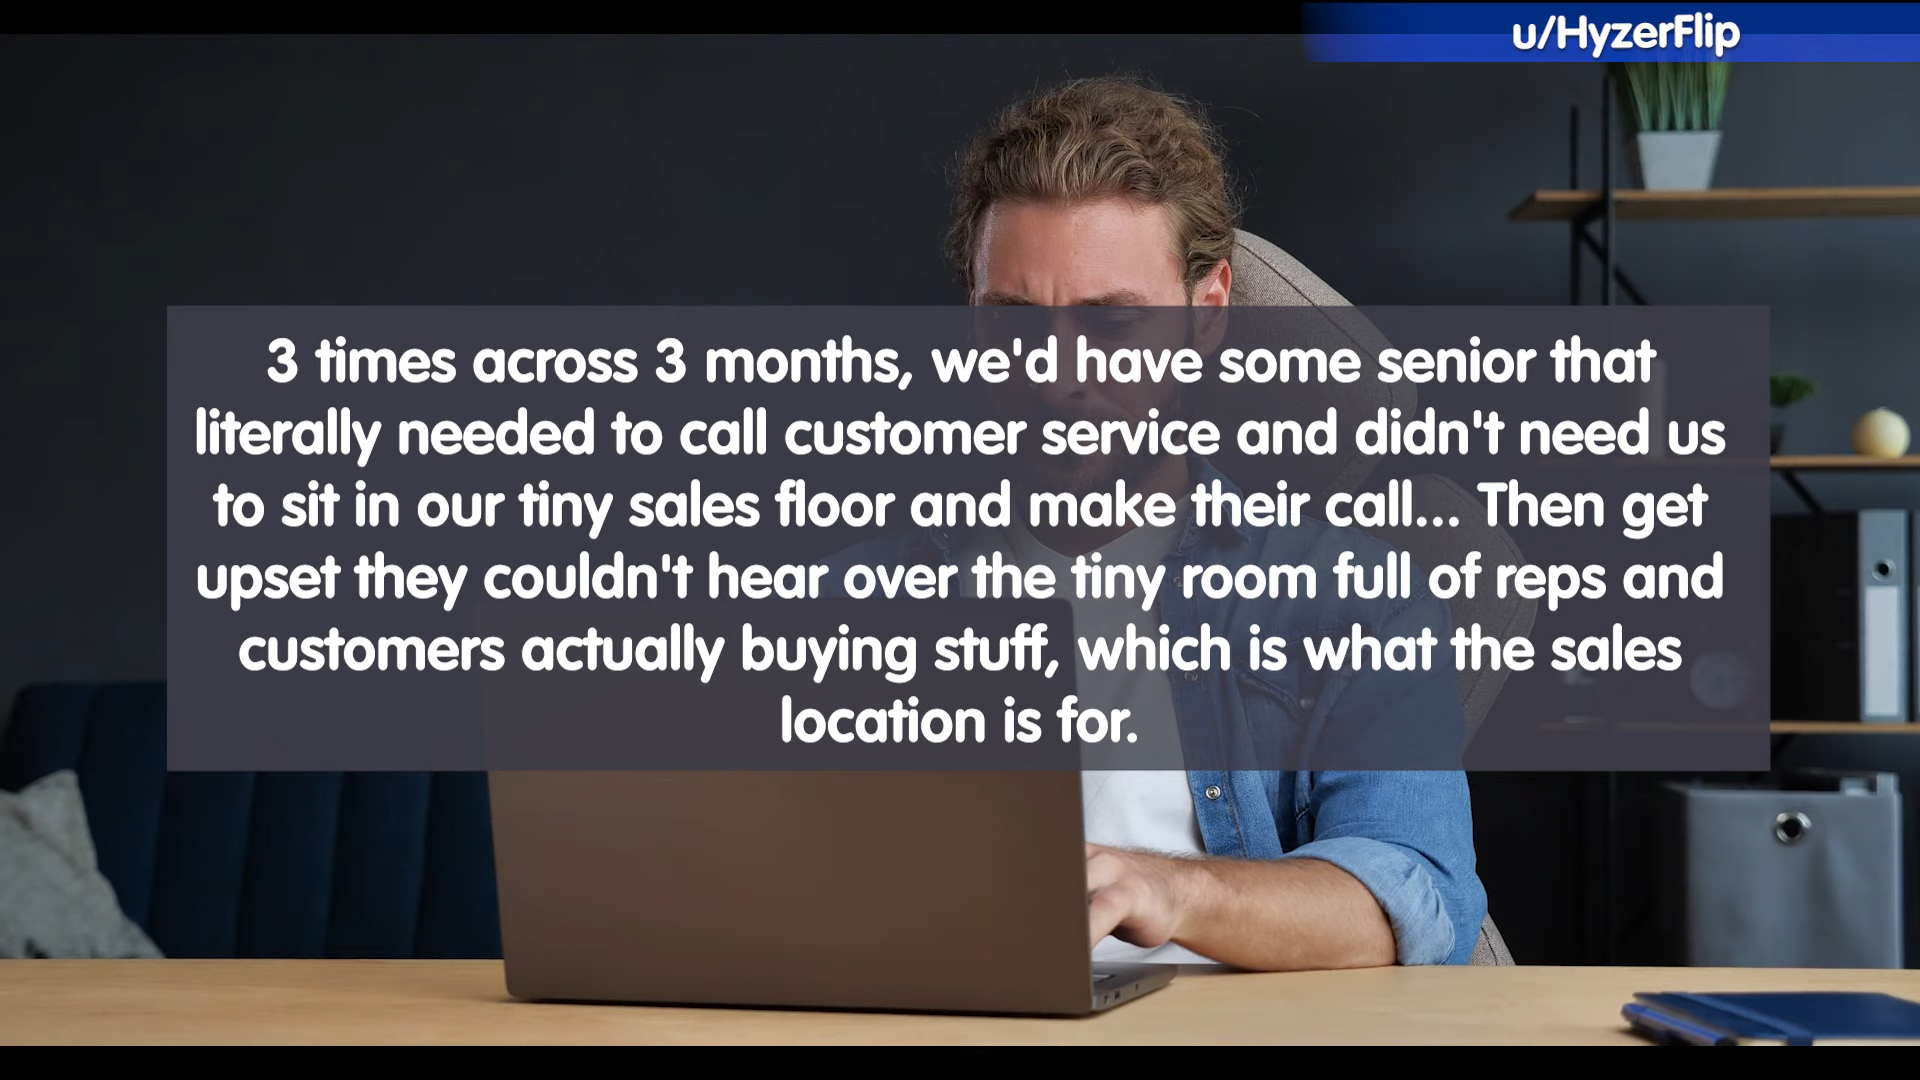 u/HyzerFlip
3 times across 3 months, we'd have some senior that
literally needed to call customer service and didn't need us
to sit in our tiny sales floor and make their call... Then get
upset they couldn't hear over the tiny room full of reps and
customers actually buying stuff, which is what the sales
location is for.